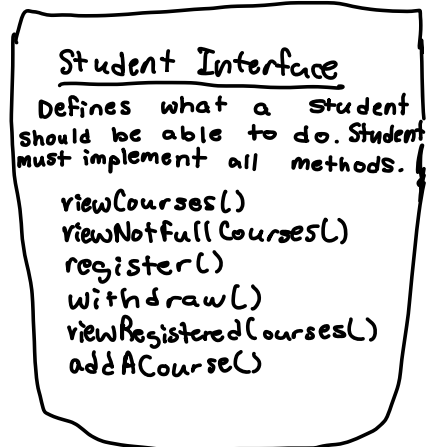 Student Interface
Defines what a student
should be able to do. Student
must implement all methods.
viewCourses()
viewNotFullCourses()
register()
withdraw()
viewRegisteredCourses()
addACourse()